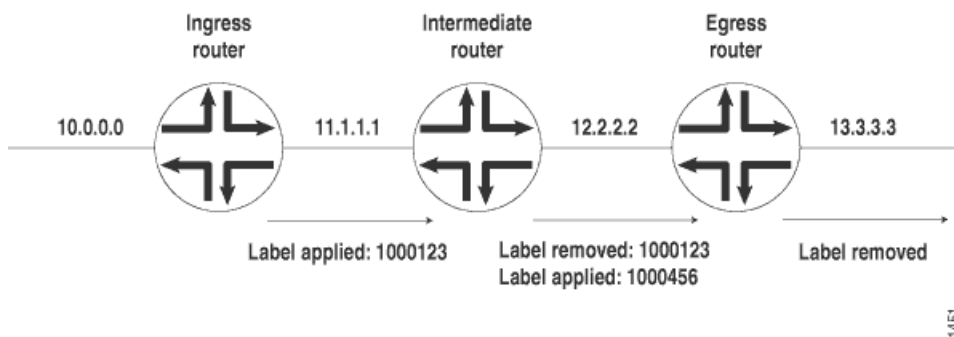 Ingress
router
Intermediate
router
Egress
router
10.0.0.0
11.1.1.1
12.2.2.2
13.3.3.3
Label applied: 1000123
Label removed: 1000123
Label applied: 1000456
Label removed
1451